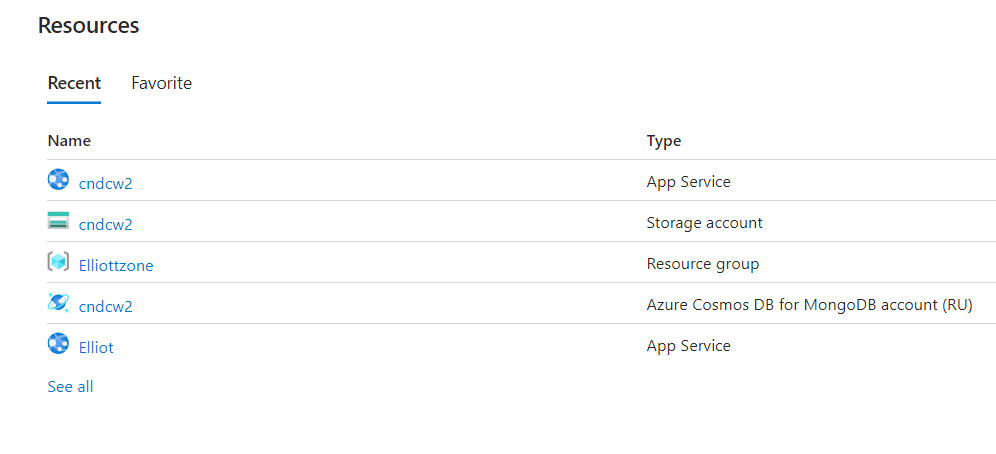 Resources
Recent Favorite
Name Type
cndcw2 App Service
cndcw2 Storage account
Elliottzone Resource group
cndcw2 Azure Cosmos DB for MongoDB account (RU)
Elliot App Service
See all